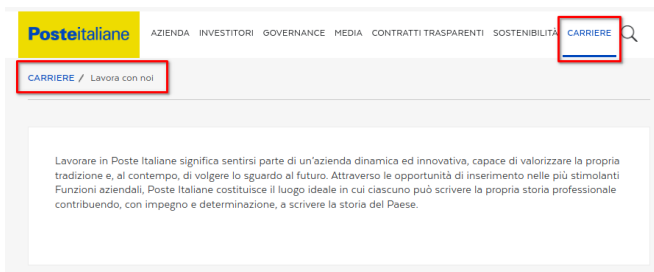 Posteitaliane AZIENDA INVESTITORI GOVERNANCE MEDIA CONTRATTI TRASPARENTI SOSTENIBILITÀ CARRIERE
CARRIERE / Lavora con noi
Lavorare in Poste Italiane significa sentirsi parte di un'azienda dinamica ed innovativa, capace di valorizzare la propria
tradizione e, al contempo, di volgere lo sguardo al futuro. Attraverso le opportunità di inserimento nelle più stimolanti
Funzioni aziendali, Poste Italiane costituisce il luogo ideale in cui ciascuno può scrivere la propria storia professionale
contribuendo, con impegno e determinazione, a scrivere la storia del Paese.